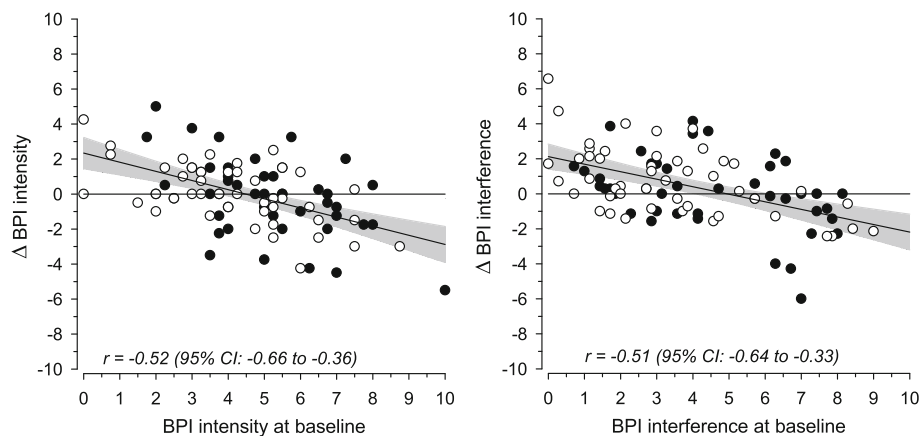 10
8
6
4
2
0
-2
-4
-6
-8
-10
Δ BPI intensity
r = -0.52 (95% CI: -0.66 to -0.36)
0 1 2 3 4 5 6 7 8 9 10
BPI intensity at baseline
10
8
6
4
2
0
-2
-4
-6
-8
-10
Δ BPI interference
r = -0.51 (95% CI: -0.64 to -0.33)
0 1 2 3 4 5 6 7 8 9 10
BPI interference at baseline